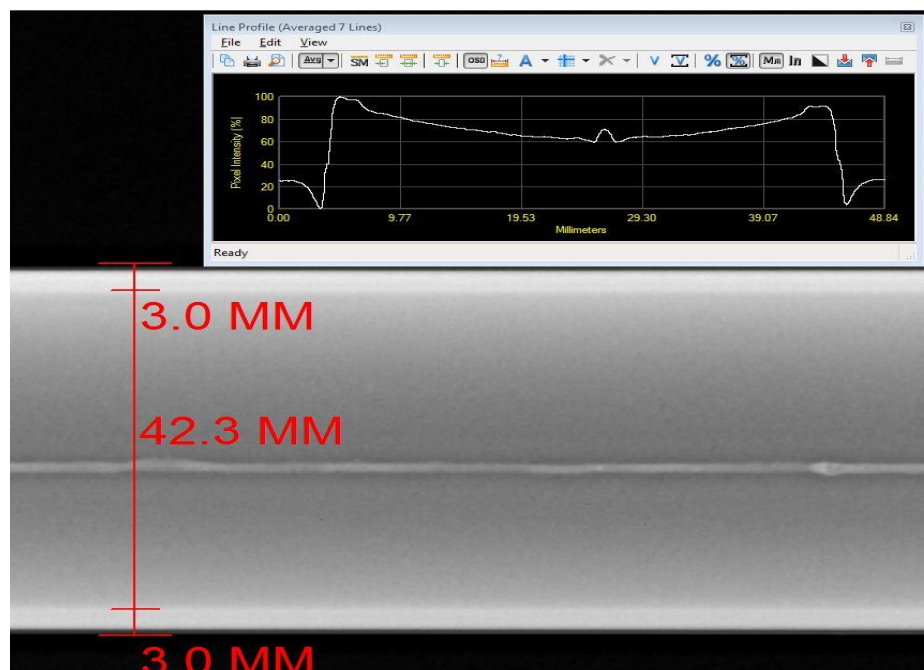 Line Profile (Averaged 7 Lines)
File Edit View
Avg SM OSD A V V % % Mm In
Pixel Intensity (%)
100
80
60
40
20
0
0.00 9.77 19.53 29.30 39.07 48.84
Millimeters
Ready
3.0 MM
42.3 MM
3.0 MM